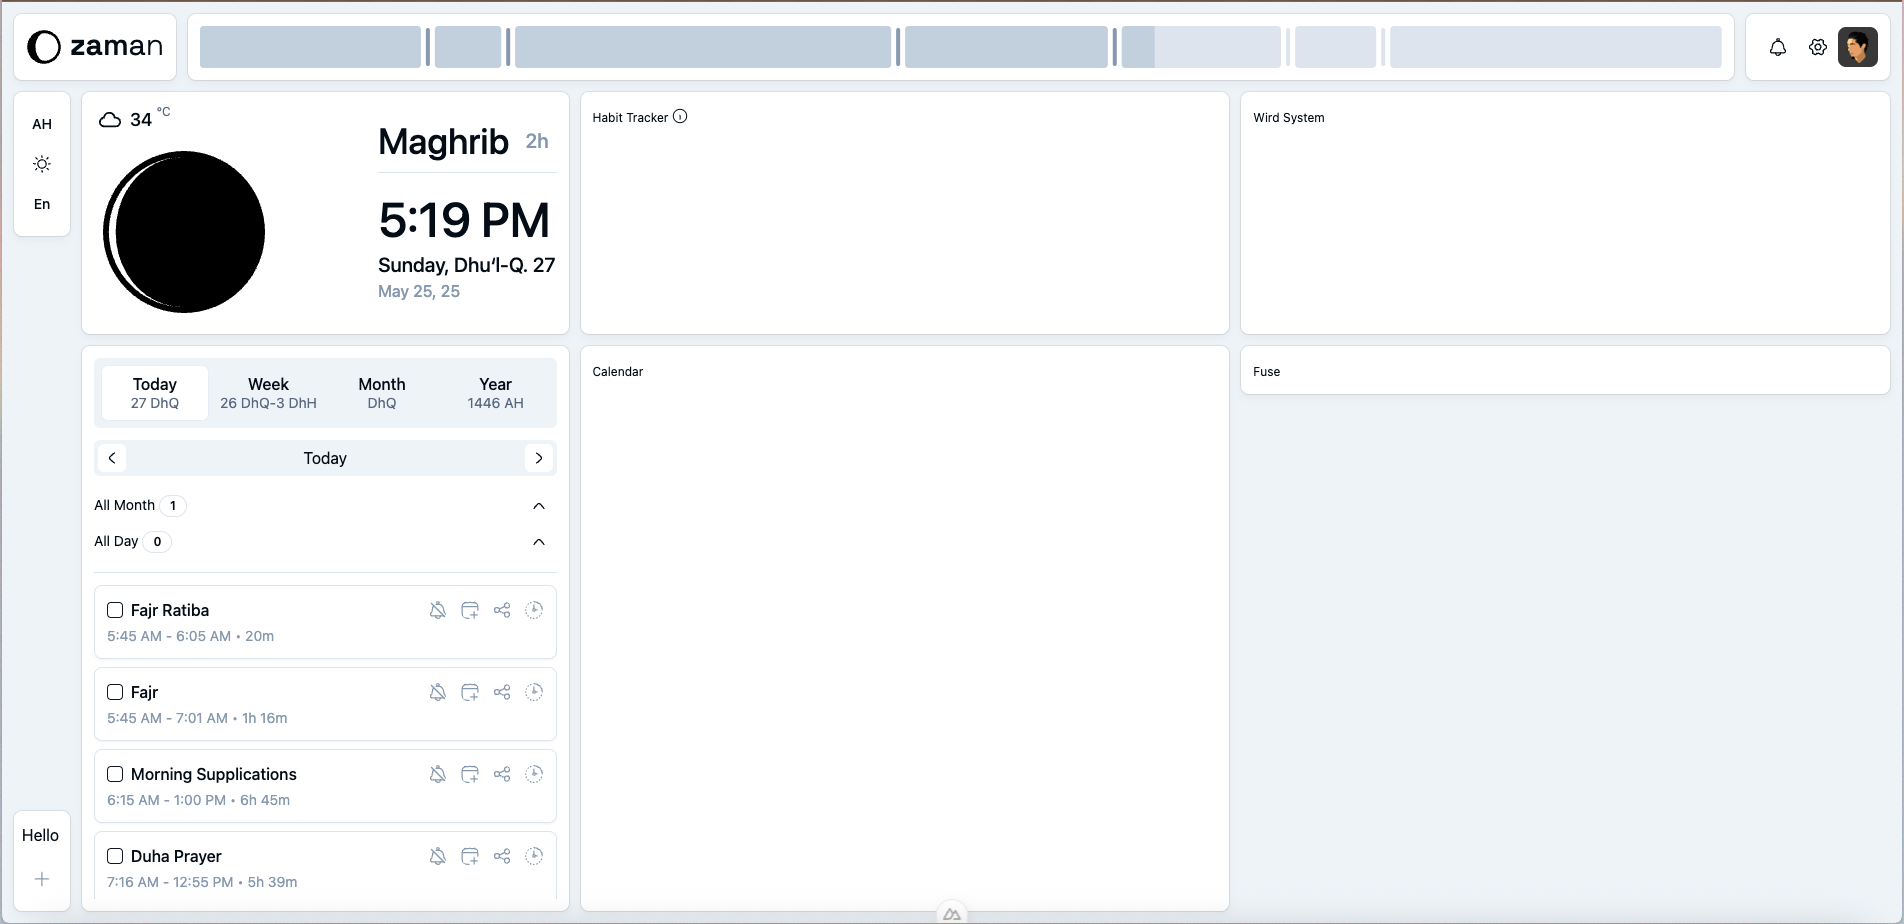 zaman
AH
En
34 °C
Maghrib 2h
5:19 PM
Sunday, Dhuʻl-Q. 27
May 25, 25
Habit Tracker
Wird System
Today
27 DhQ
Week
26 DhQ-3 DhH
Month
DhQ
Year
1446 AH
Today
All Month 1
All Day 0
Fajr Ratiba
5:45 AM - 6:05 AM • 20m
Fajr
5:45 AM - 7:01 AM • 1h 16m
Morning Supplications
6:15 AM - 1:00 PM • 6h 45m
Duha Prayer
7:16 AM - 12:55 PM • 5h 39m
Calendar
Fuse
Hello